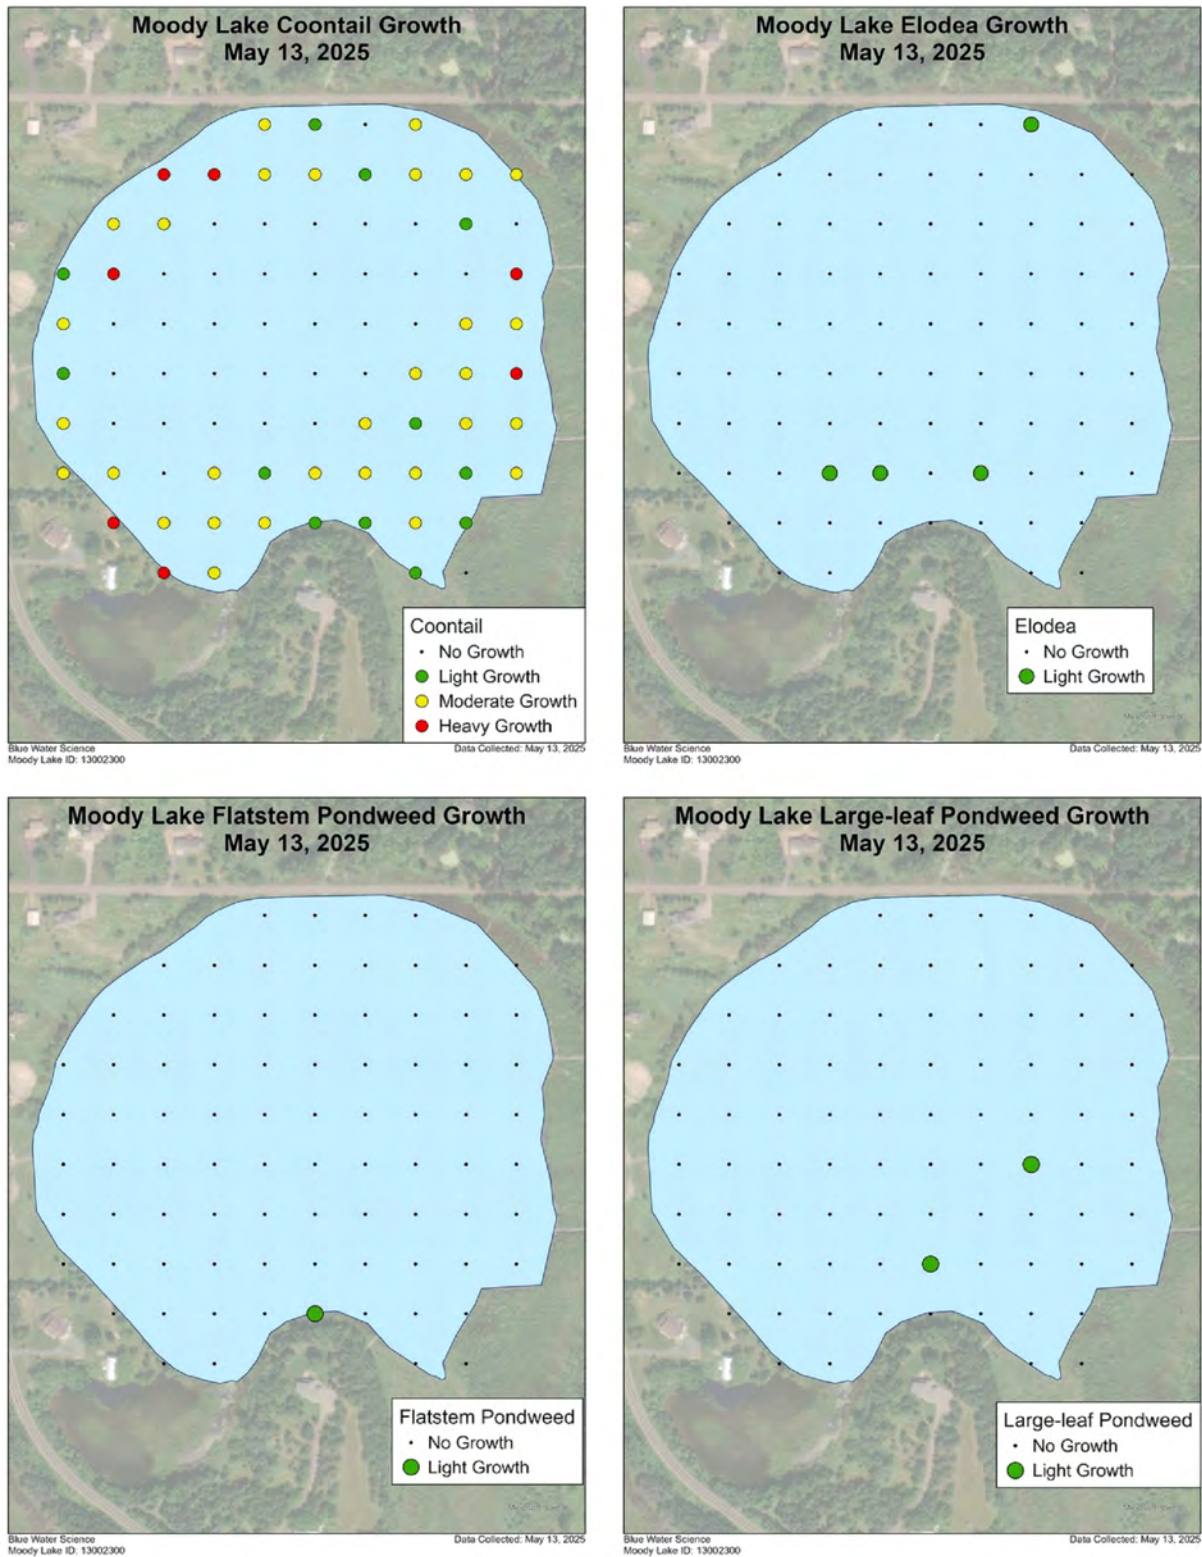 Moody Lake Coontail Growth
May 13, 2025
Coontail
No Growth
Light Growth
Moderate Growth
Heavy Growth
Blue Water Science
Moody Lake ID: 13002300
Data Collected: May 13, 2025
Moody Lake Elodea Growth
May 13, 2025
Elodea
No Growth
Light Growth
Blue Water Science
Moody Lake ID: 13002300
Data Collected: May 13, 2025
Moody Lake Flatstem Pondweed Growth
May 13, 2025
Flatstem Pondweed
No Growth
Light Growth
Blue Water Science
Moody Lake ID: 13002300
Data Collected: May 13, 2025
Moody Lake Large-leaf Pondweed Growth
May 13, 2025
Large-leaf Pondweed
No Growth
Light Growth
Blue Water Science
Moody Lake ID: 13002300
Data Collected: May 13, 2025